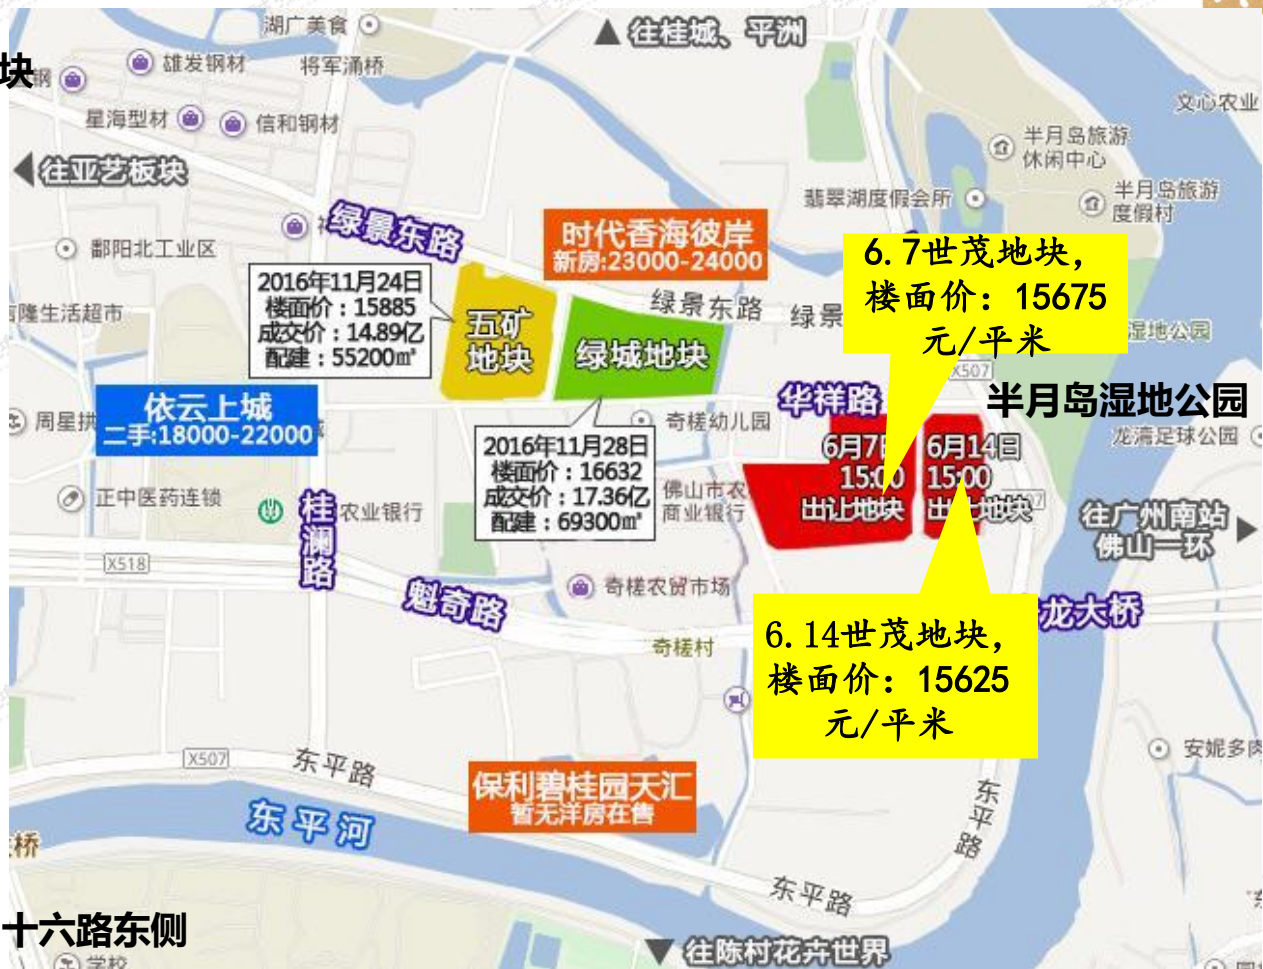 湖广美食
往桂城、平洲
块
钢
雄发钢材
将军涌桥
文心农业
星海型材
信和钢材
半月岛旅游
休闲中心
往亚艺板块
翡翠湖度假会所
半月岛旅游
度假村
绿景东路
时代香海彼岸
新房:23000-24000
鄱阳北工业区
6.7世茂地块，
楼面价：15675
元/平米
2016年11月24日
楼面价：15885
成交价：14.89亿
配建：55200㎡
五矿
地块
绿景东路
绿景
隆生活超市
湿地公园
绿城地块
X507
依云上城
二手:18000-22000
华祥路
半月岛湿地公园
周星拱
奇槎幼儿园
龙湾足球公园
2016年11月28日
楼面价：16632
成交价：17.36亿
配建：69300㎡
6月7日
15:00
出让地块
6月14日
15:00
出让地块
正中医药连锁
桂澜路
农业银行
佛山市农
商业银行
往广州南站
佛山一环
X518
魁奇路
奇槎农贸市场
龙大桥
奇槎村
6.14世茂地块，
楼面价：15625
元/平米
X507
东平路
保利碧桂园天汇
暂无洋房在售
安妮多肉
东平河
东平路
桥
东平路
十六路东侧
往陈村花卉世界
学校